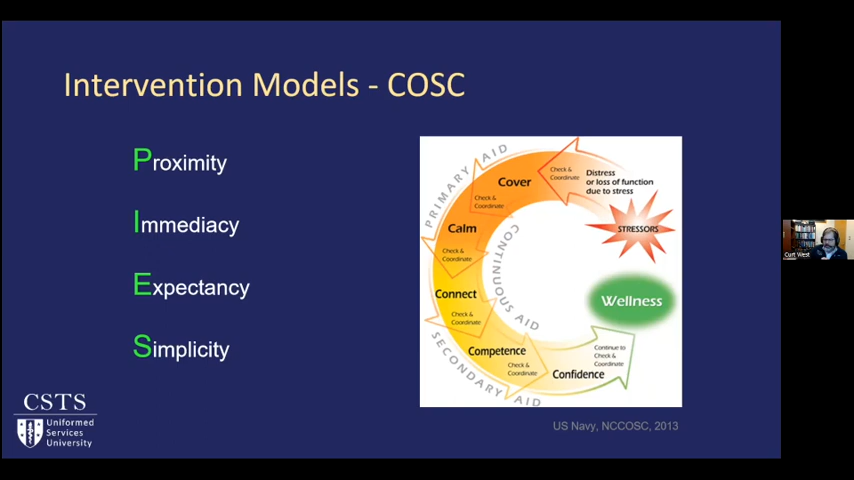 Intervention Models - COSC
Proximity
Immediacy
Expectancy
Simplicity
PRIMARY AID
CONTINUOUS AID
SECONDARY AID
Distress
or loss of function
due to stress
STRESSORS
Check &
Coordinate
Cover
Check &
Coordinate
Calm
Check &
Coordinate
Connect
Check &
Coordinate
Competence
Check &
Coordinate
Confidence
Continue to
Check &
Coordinate
Wellness
US Navy, NCCOSC, 2013
CSTS
Uniformed
Services
University
Curt West